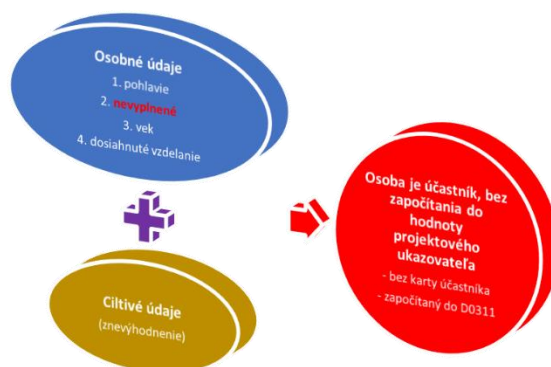 Osobné údaje
1. pohlavie
2. nevyplnené
3. vek
4. dosiahnuté vzdelanie
Ciltivé údaje
(znevýhodnenie)
Osoba je účastník, bez
započítania do
hodnoty
projektového
ukazovateľa
- bez karty účastníka
- započítaný do D0311